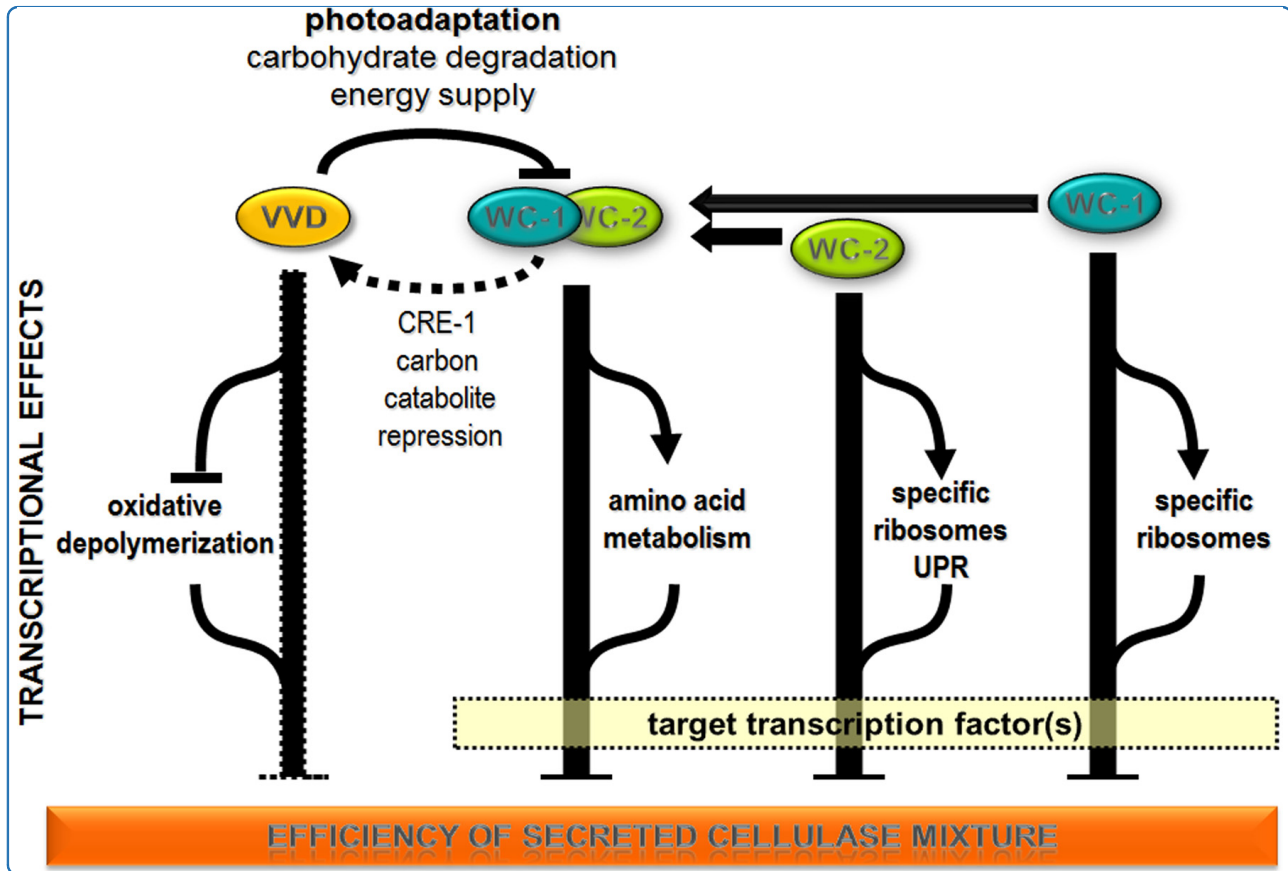 photoadaptation
carbohydrate degradation
energy supply
VVD
WC-1
WC-2
WC-2
WC-1
CRE-1
carbon
catabolite
repression
TRANSCRIPTIONAL EFFECTS
oxidative
depolymerization
amino acid
metabolism
specific
ribosomes
UPR
specific
ribosomes
target transcription factor(s)
EFFICIENCY OF SECRETED CELLULASE MIXTURE